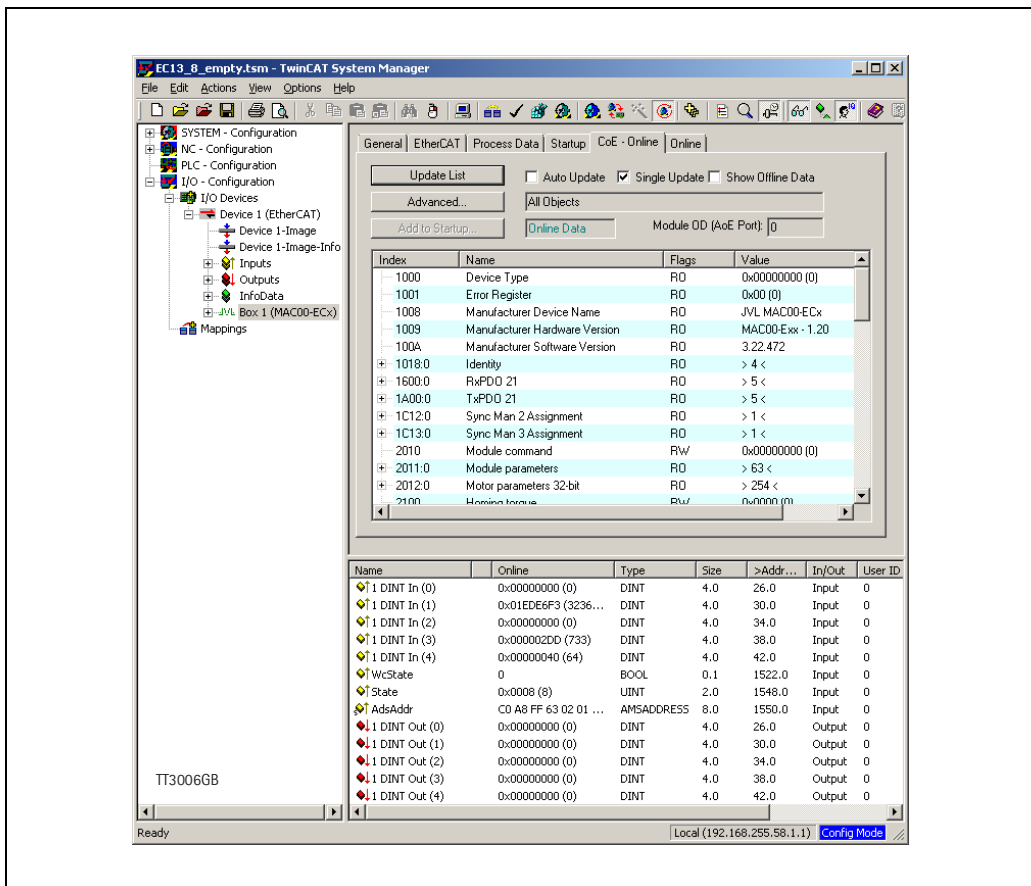 EC13_8_empty.tsm - TwinCAT System Manager
File Edit Actions View Options Help
SYSTEM - Configuration
NC - Configuration
PLC - Configuration
I/O - Configuration
I/O Devices
Device 1 (EtherCAT)
Device 1-Image
Device 1-Image-Info
Inputs
Outputs
InfoData
JVL Box 1 (MAC00-ECx)
Mappings
General EtherCAT Process Data Startup CoE - Online Online
Update List Auto Update Single Update Show Offline Data
Advanced... All Objects
Add to Startup... Online Data Module OD (AoE Port): 0
Index Name Flags Value
1000 Device Type RO 0x00000000 (0)
1001 Error Register RO 0x00 (0)
1008 Manufacturer Device Name RO JVL MAC00-ECx
1009 Manufacturer Hardware Version RO MAC00-Exx - 1.20
100A Manufacturer Software Version RO 3.22.472
1018:0 Identity RO > 4 <
1600:0 RxPDO 21 RO > 5 <
1A00:0 TxPDO 21 RO > 5 <
1C12:0 Sync Man 2 Assignment RO > 1 <
1C13:0 Sync Man 3 Assignment RO > 1 <
2010 Module command RW 0x00000000 (0)
2011:0 Module parameters RO > 63 <
2012:0 Motor parameters 32-bit RO > 254 <
2100 Homing torque RW 0x0000 (0)
Name Online Type Size >Addr... In/Out User ID
1 DINT In (0) 0x00000000 (0) DINT 4.0 26.0 Input 0
1 DINT In (1) 0x01EDE6F3 (3236... DINT 4.0 30.0 Input 0
1 DINT In (2) 0x00000000 (0) DINT 4.0 34.0 Input 0
1 DINT In (3) 0x000002DD (733) DINT 4.0 38.0 Input 0
1 DINT In (4) 0x00000040 (64) DINT 4.0 42.0 Input 0
WcState 0 BOOL 0.1 1522.0 Input 0
State 0x0008 (8) UINT 2.0 1548.0 Input 0
AdsAddr C0 A8 FF 63 02 01 ... AMSADDRESS 8.0 1550.0 Input 0
1 DINT Out (0) 0x00000000 (0) DINT 4.0 26.0 Output 0
1 DINT Out (1) 0x00000000 (0) DINT 4.0 30.0 Output 0
1 DINT Out (2) 0x00000000 (0) DINT 4.0 34.0 Output 0
1 DINT Out (3) 0x00000000 (0) DINT 4.0 38.0 Output 0
1 DINT Out (4) 0x00000000 (0) DINT 4.0 42.0 Output 0
TT3006GB
Ready Local (192.168.255.58.1.1) Config Mode